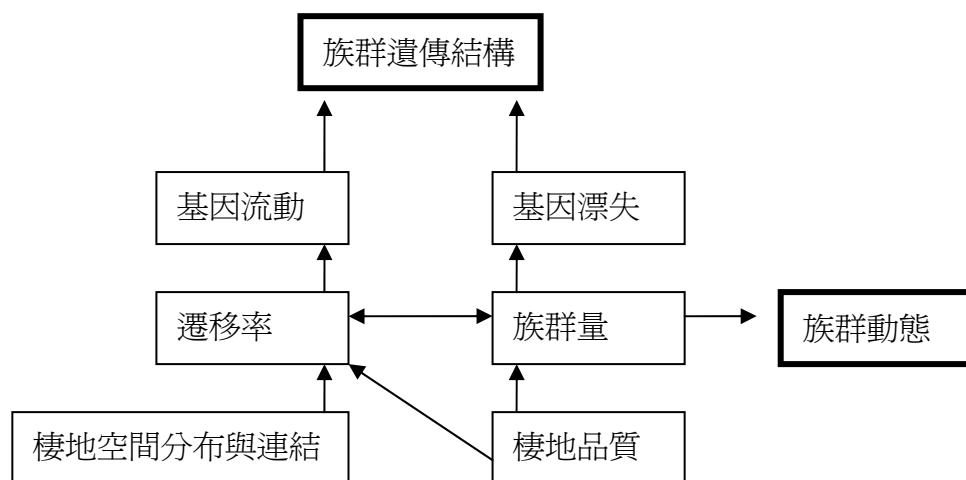 族群遺傳結構
基因流動
基因漂失
遷移率
族群量
族群動態
棲地空間分布與連結
棲地品質